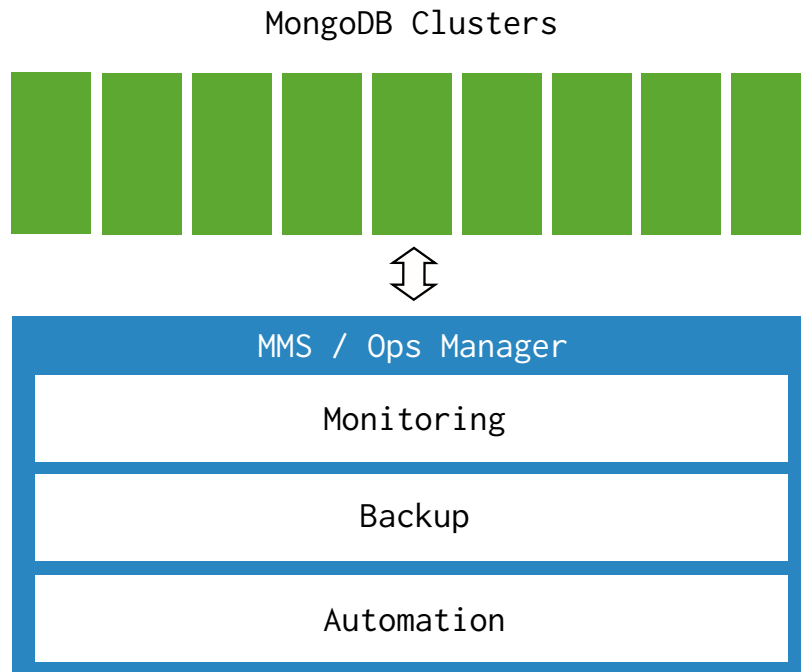 MongoDB Clusters
MMS / Ops Manager
Monitoring
Backup
Automation